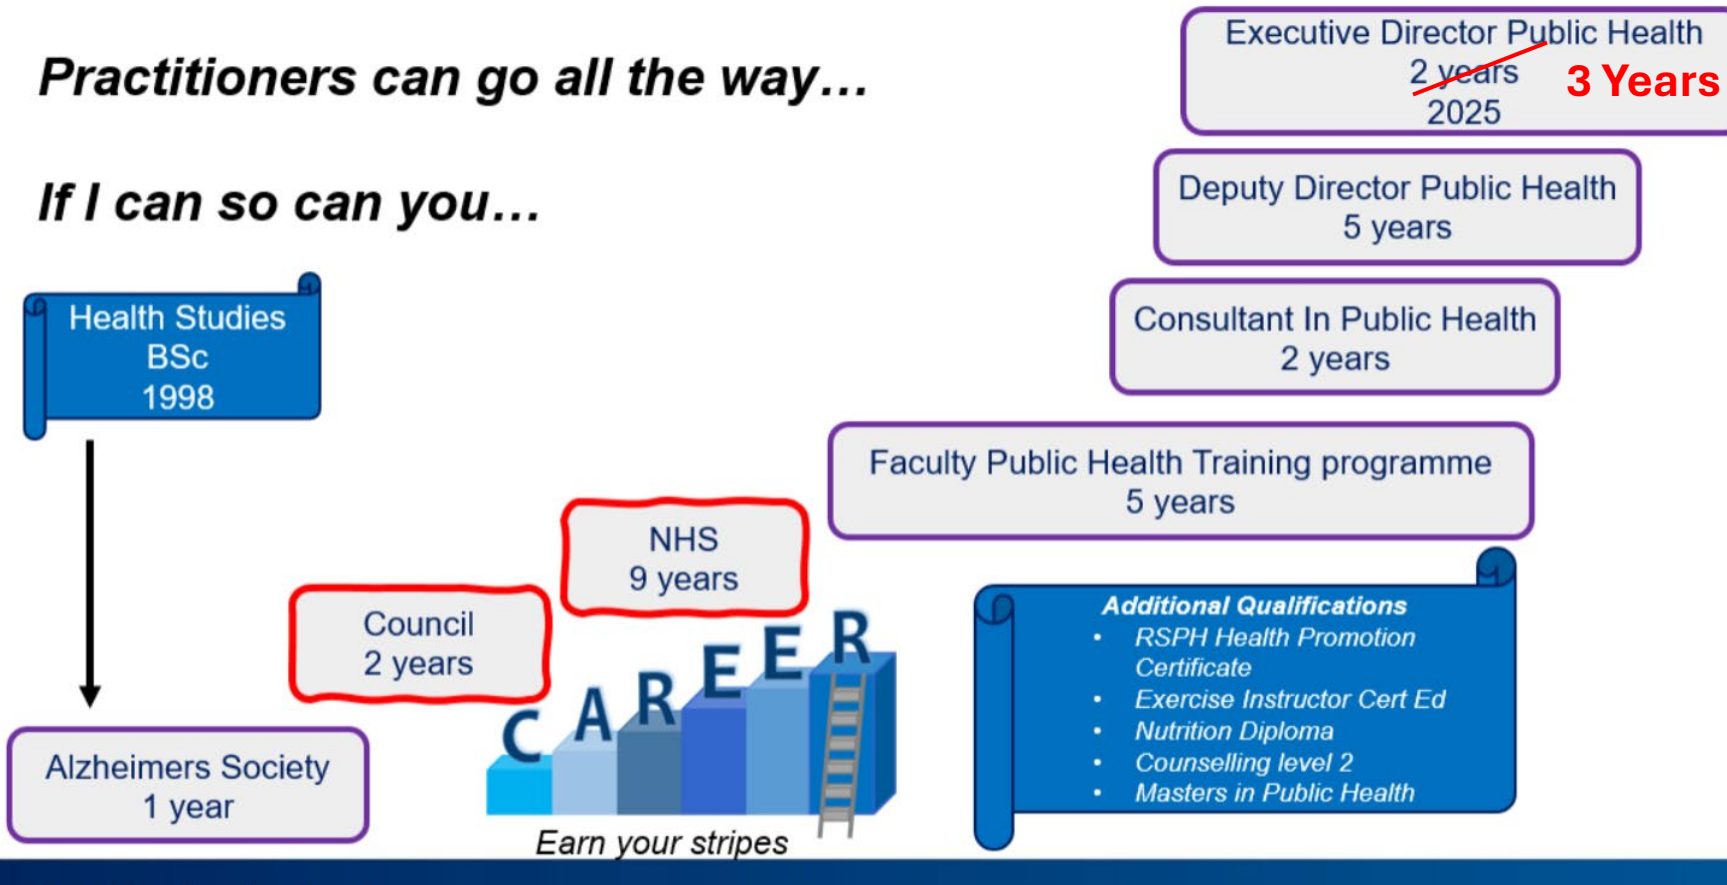 Practitioners can go all the way…
If I can so can you…
Health Studies
BSc
1998
Alzheimers Society
1 year
Council
2 years
NHS
9 years
CAREER
Earn your stripes
Faculty Public Health Training programme
5 years
Consultant In Public Health
2 years
Deputy Director Public Health
5 years
Executive Director Public Health
2 years 3 Years
2025
Additional Qualifications
• RSPH Health Promotion
Certificate
• Exercise Instructor Cert Ed
• Nutrition Diploma
• Counselling level 2
• Masters in Public Health